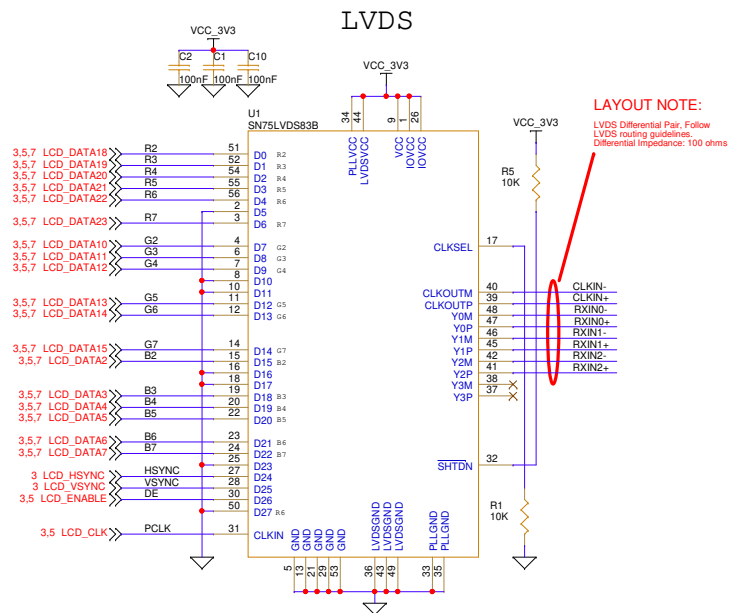 LVDS
VCC_3V3
C2 C1 C10
100nF 100nF 100nF
VCC_3V3
U1
SN75LVDS83B
34 44 9 1 26
PLLVCC LVDSVCC VCC IOVCC IOVCC
LAYOUT NOTE:
LVDS Differential Pair, Follow
LVDS routing guidelines.
Differential Impedance: 100 ohms
VCC_3V3
R5
10K
3,5,7 LCD_DATA18 R2 51 D0 R2
3,5,7 LCD_DATA19 R3 52 D1 R3
3,5,7 LCD_DATA20 R4 54 D2 R4
3,5,7 LCD_DATA21 R5 55 D3 R5
3,5,7 LCD_DATA22 R6 56 D4 R6
2 D5
3,5,7 LCD_DATA23 R7 3 D6 R7
3,5,7 LCD_DATA10 G2 4 D7 G2
3,5,7 LCD_DATA11 G3 6 D8 G3
3,5,7 LCD_DATA12 G4 7 D9 G4
8 D10
10 D11
3,5,7 LCD_DATA13 G5 11 D12 G5
3,5,7 LCD_DATA14 G6 12 D13 G6
3,5,7 LCD_DATA15 G7 14 D14 G7
3,5,7 LCD_DATA2 B2 15 D15 B2
16 D16
18 D17
3,5,7 LCD_DATA3 B3 19 D18 B3
3,5,7 LCD_DATA4 B4 20 D19 B4
3,5,7 LCD_DATA5 B5 22 D20 B5
3,5,7 LCD_DATA6 B6 23 D21 B6
3,5,7 LCD_DATA7 B7 24 D22 B7
25 D23
3 LCD_HSYNC HSYNC 27 D24
3 LCD_VSYNC VSYNC 28 D25
3,5 LCD_ENABLE DE 30 D26
50 D27 R6
3,5 LCD_CLK PCLK 31 CLKIN
CLKSEL 17
CLKOUTM 40 CLKIN-
CLKOUTP 39 CLKIN+
Y0M 48 RXIN0-
Y0P 47 RXIN0+
Y1M 46 RXIN1-
Y1P 45 RXIN1+
Y2M 42 RXIN2-
Y2P 41 RXIN2+
Y3M 38
Y3P 37
SHTDN 32
R1
10K
GND GND GND GND GND LVDSGND LVDSGND LVDSGND PLLGND PLLGND
5 13 21 29 53 36 43 49 33 35